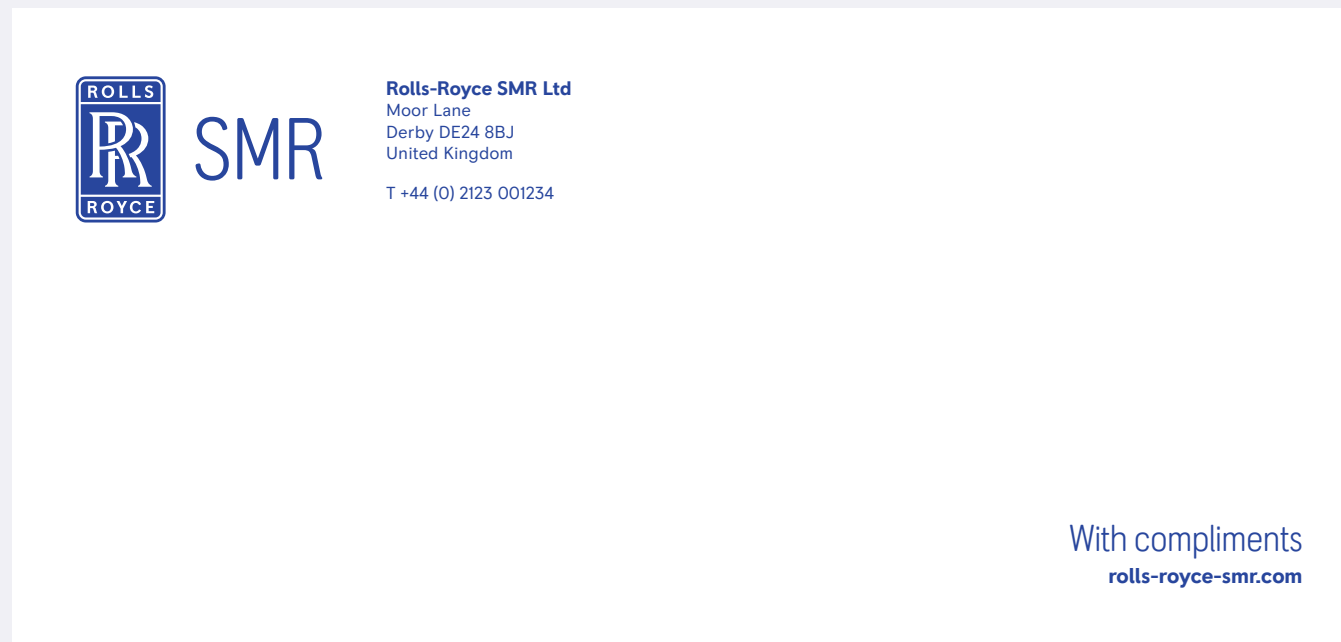 ROLLS
RR
ROYCE
SMR
Rolls-Royce SMR Ltd
Moor Lane
Derby DE24 8BJ
United Kingdom
T +44 (0) 2123 001234
With compliments
rolls-royce-smr.com